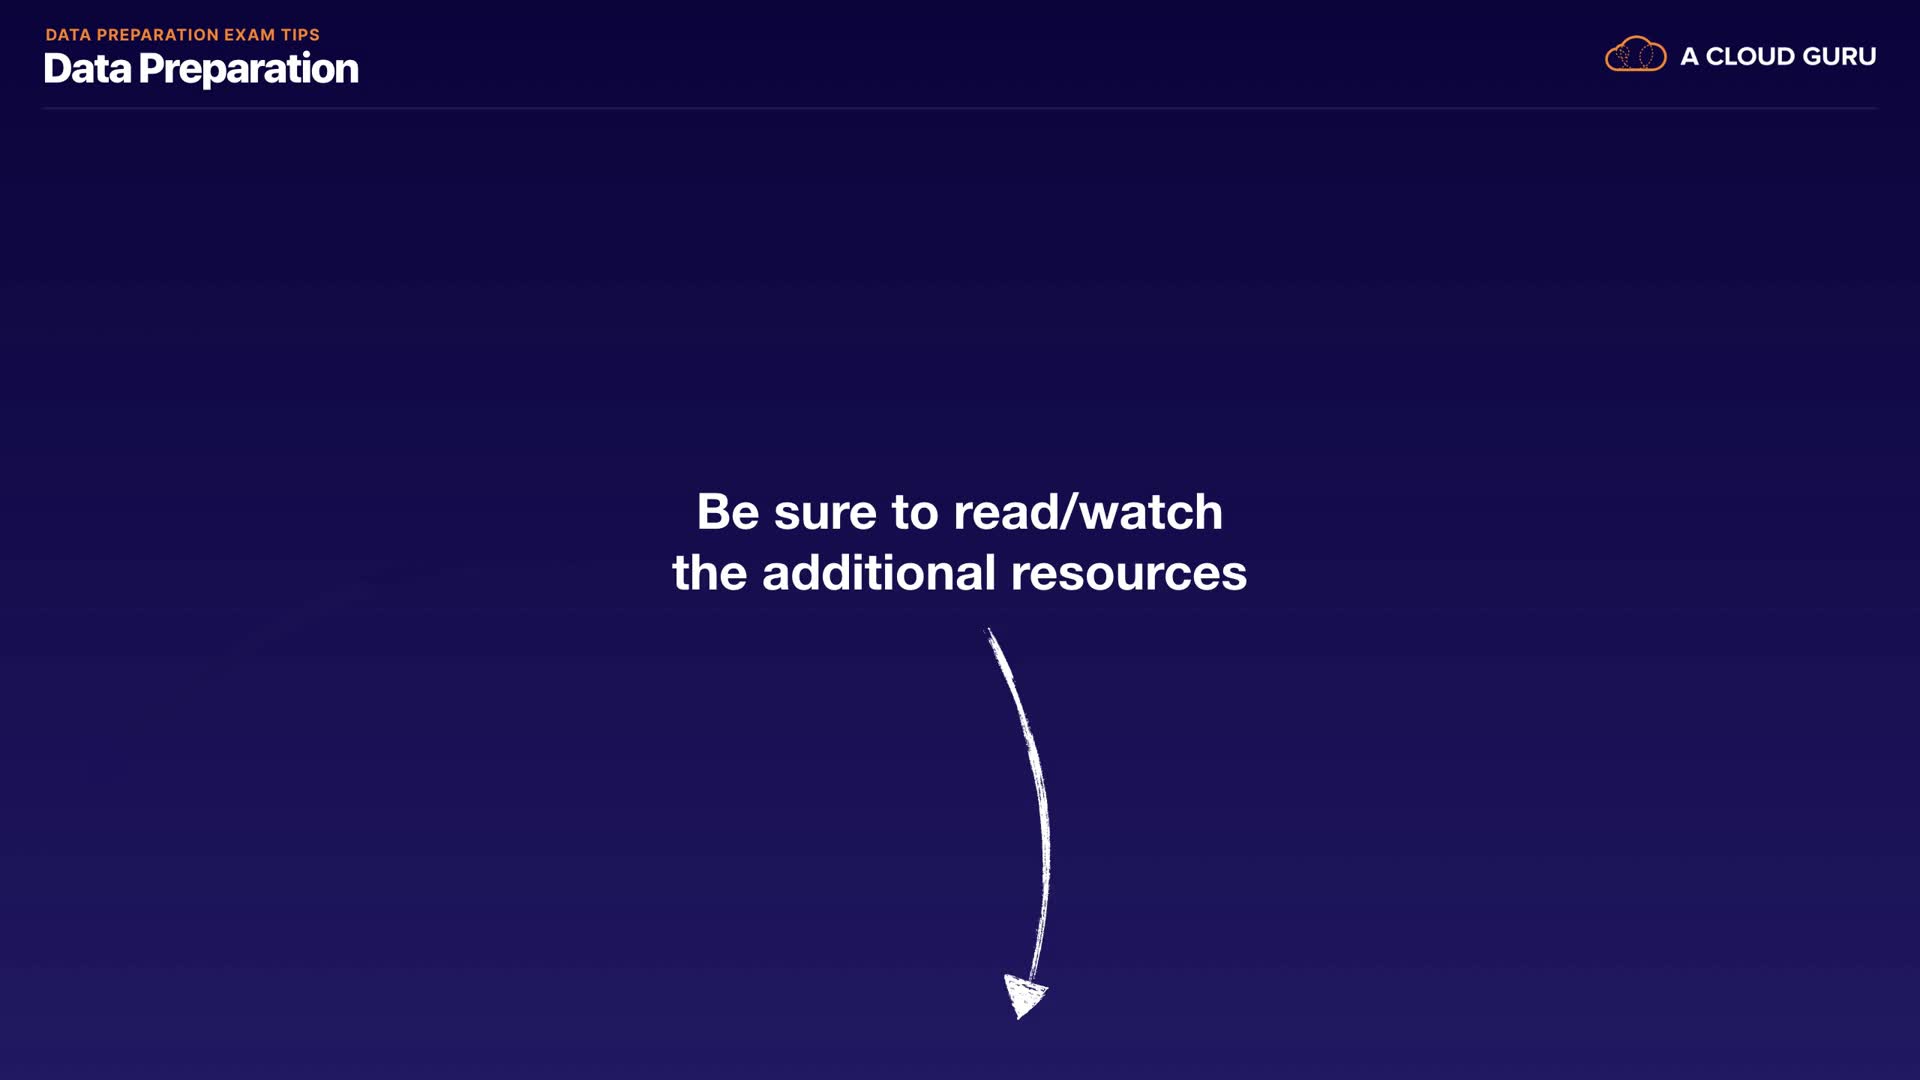 DATA PREPARATION EXAM TIPS
Data Preparation
A CLOUD GURU
Be sure to read/watch
the additional resources